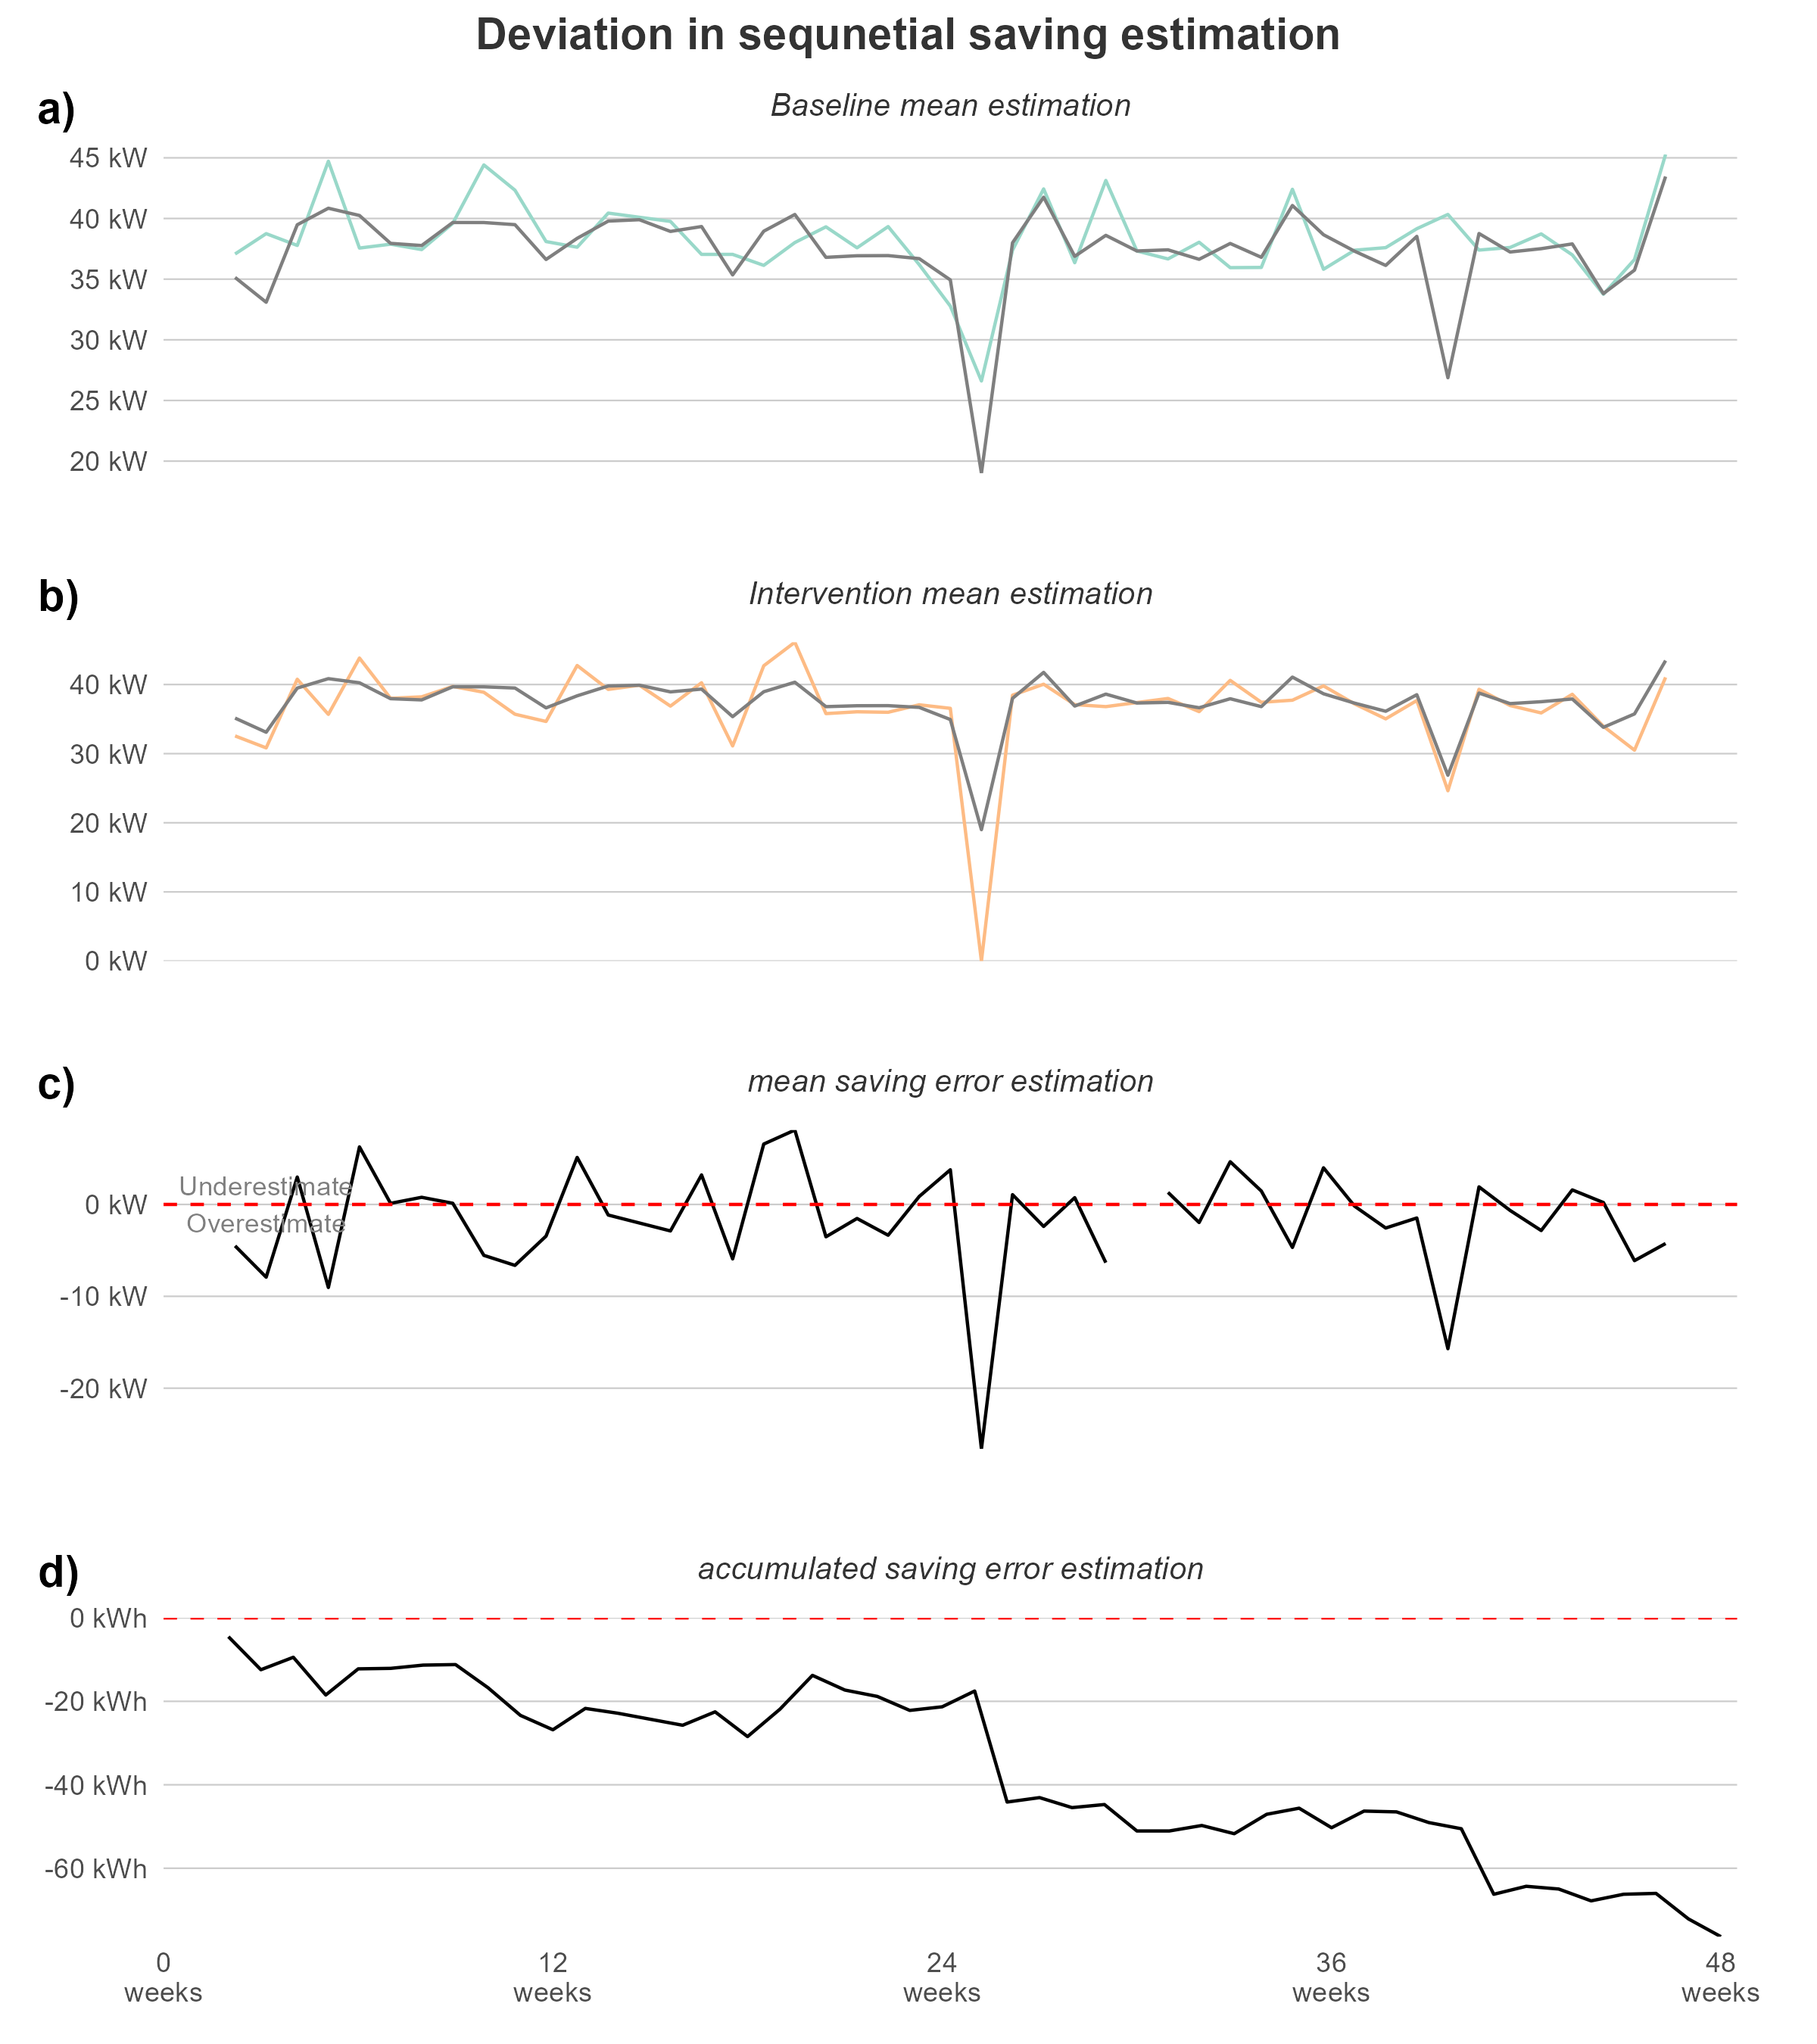 Deviation in sequnetial saving estimation
a)
Baseline mean estimation
45 kW
40 kW
35 kW
30 kW
25 kW
20 kW
b)
Intervention mean estimation
40 kW
30 kW
20 kW
10 kW
0 kW
c)
mean saving error estimation
Underestimate
0 kW
Overestimate
-10 kW
-20 kW
d)
accumulated saving error estimation
0 kWh
-20 kWh
-40 kWh
-60 kWh
0 12 24 36 48
weeks weeks weeks weeks weeks